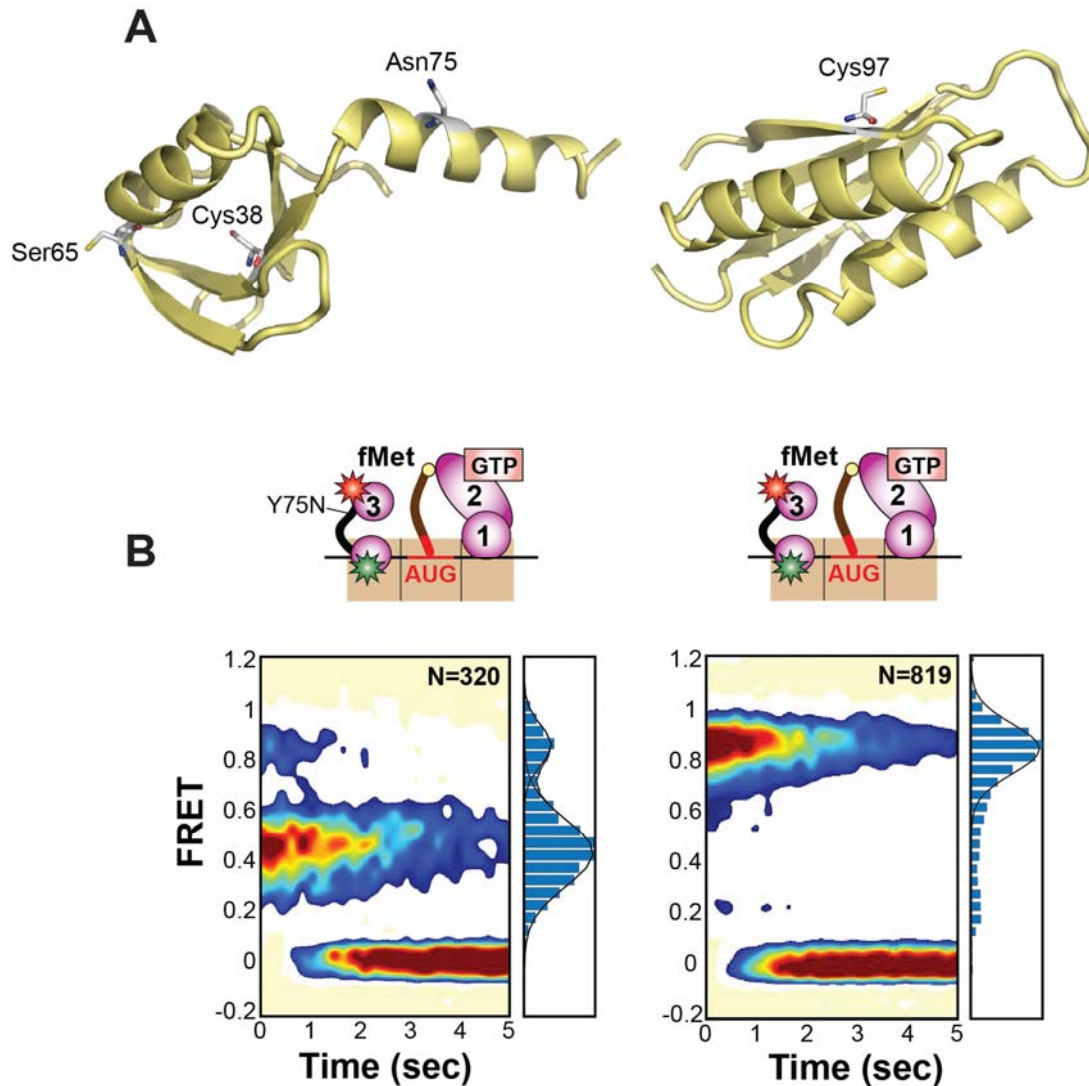 A
Asn75
Cys97
Cys38
Ser65
fMet
GTP
2
3
1
Y75N
AUG
fMet
GTP
2
3
1
AUG
B
N=320
1.2
1
0.8
0.6
0.4
0.2
0
-0.2
FRET
0 1 2 3 4 5
Time (sec)
N=819
1.2
1
0.8
0.6
0.4
0.2
0
-0.2
0 1 2 3 4 5
Time (sec)